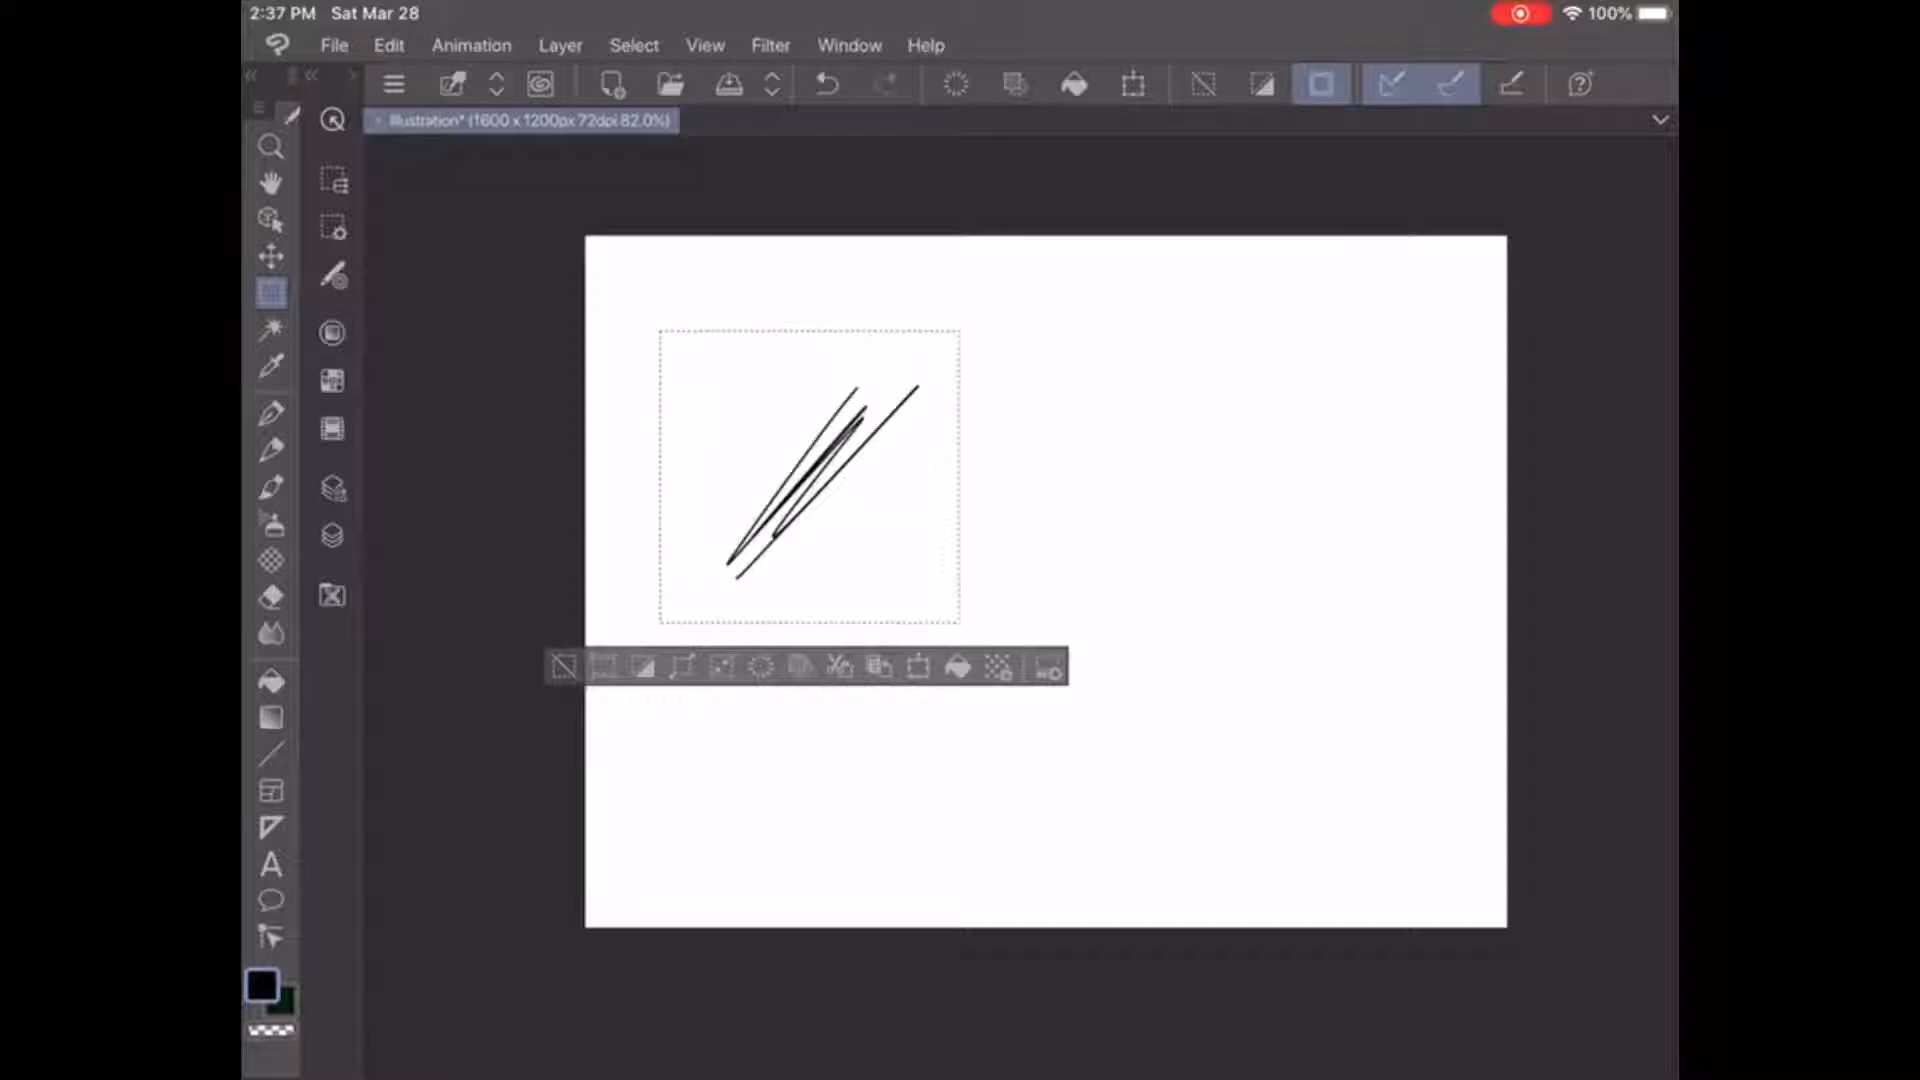 2:37 PM Sat Mar 28 100%
File Edit Animation Layer Select View Filter Window Help
Illustration* (1600 x 1200px 72dpi 82.0%)
A